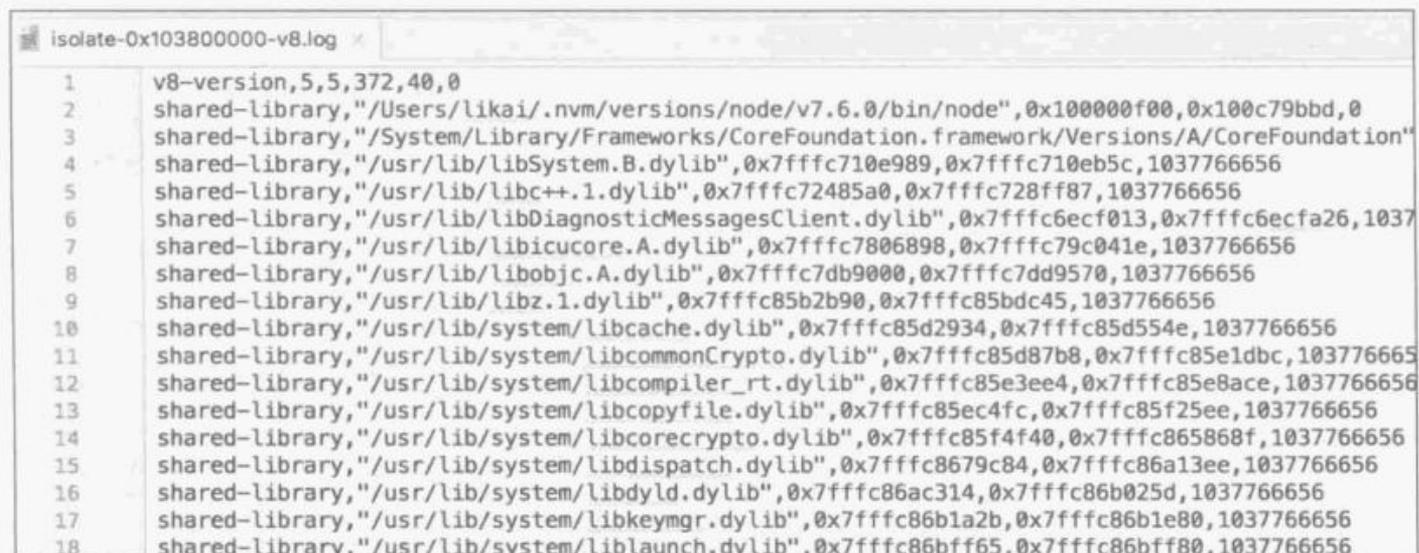 isolate-0x103800000-v8.log ×
1 v8-version,5,5,372,40,0
2 shared-library,"/Users/likai/.nvm/versions/node/v7.6.0/bin/node",0x100000f00,0x100c79bbd,0
3 shared-library,"/System/Library/Frameworks/CoreFoundation.framework/Versions/A/CoreFoundation"
4 shared-library,"/usr/lib/libSystem.B.dylib",0x7fffc710e989,0x7fffc710eb5c,1037766656
5 shared-library,"/usr/lib/libc++.1.dylib",0x7fffc72485a0,0x7fffc728ff87,1037766656
6 shared-library,"/usr/lib/libDiagnosticMessagesClient.dylib",0x7fffc6ecf013,0x7fffc6ecfa26,1037
7 shared-library,"/usr/lib/libicucore.A.dylib",0x7fffc7806898,0x7fffc79c041e,1037766656
8 shared-library,"/usr/lib/libobjc.A.dylib",0x7fffc7db9000,0x7fffc7dd9570,1037766656
9 shared-library,"/usr/lib/libz.1.dylib",0x7fffc85b2b90,0x7fffc85bdc45,1037766656
10 shared-library,"/usr/lib/system/libcache.dylib",0x7fffc85d2934,0x7fffc85d554e,1037766656
11 shared-library,"/usr/lib/system/libcommonCrypto.dylib",0x7fffc85d87b8,0x7fffc85e1dbc,103776665
12 shared-library,"/usr/lib/system/libcompiler_rt.dylib",0x7fffc85e3ee4,0x7fffc85e8ace,1037766656
13 shared-library,"/usr/lib/system/libcopyfile.dylib",0x7fffc85ec4fc,0x7fffc85f25ee,1037766656
14 shared-library,"/usr/lib/system/libcorecrypto.dylib",0x7fffc85f4f40,0x7fffc865868f,1037766656
15 shared-library,"/usr/lib/system/libdispatch.dylib",0x7fffc8679c84,0x7fffc86a13ee,1037766656
16 shared-library,"/usr/lib/system/libdyld.dylib",0x7fffc86ac314,0x7fffc86b025d,1037766656
17 shared-library,"/usr/lib/system/libkeymgr.dylib",0x7fffc86b1a2b,0x7fffc86b1e80,1037766656
18 shared-library,"/usr/lib/system/liblaunch.dylib",0x7fffc86bff65,0x7fffc86bff80,1037766656